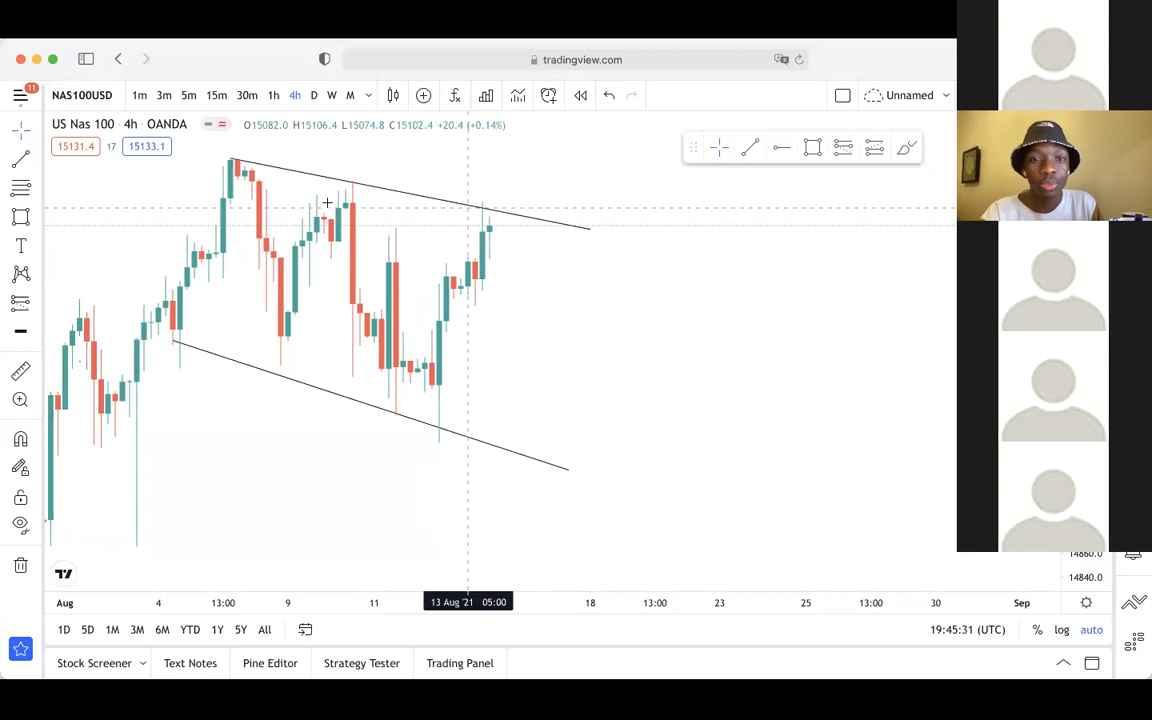 tradingview.com
11
NAS100USD 1m 3m 5m 15m 30m 1h 4h D W M Unnamed
US Nas 100 4h OANDA O15082.0 H15106.4 L15074.8 C15102.4 +20.4 (+0.14%)
15131.4 17 15133.1
14860.0
14840.0
Aug 4 13:00 9 11 13 Aug '21 05:00 18 13:00 23 25 13:00 30 Sep
1D 5D 1M 3M 6M YTD 1Y 5Y All 19:45:31 (UTC) % log auto
Stock Screener Text Notes Pine Editor Strategy Tester Trading Panel